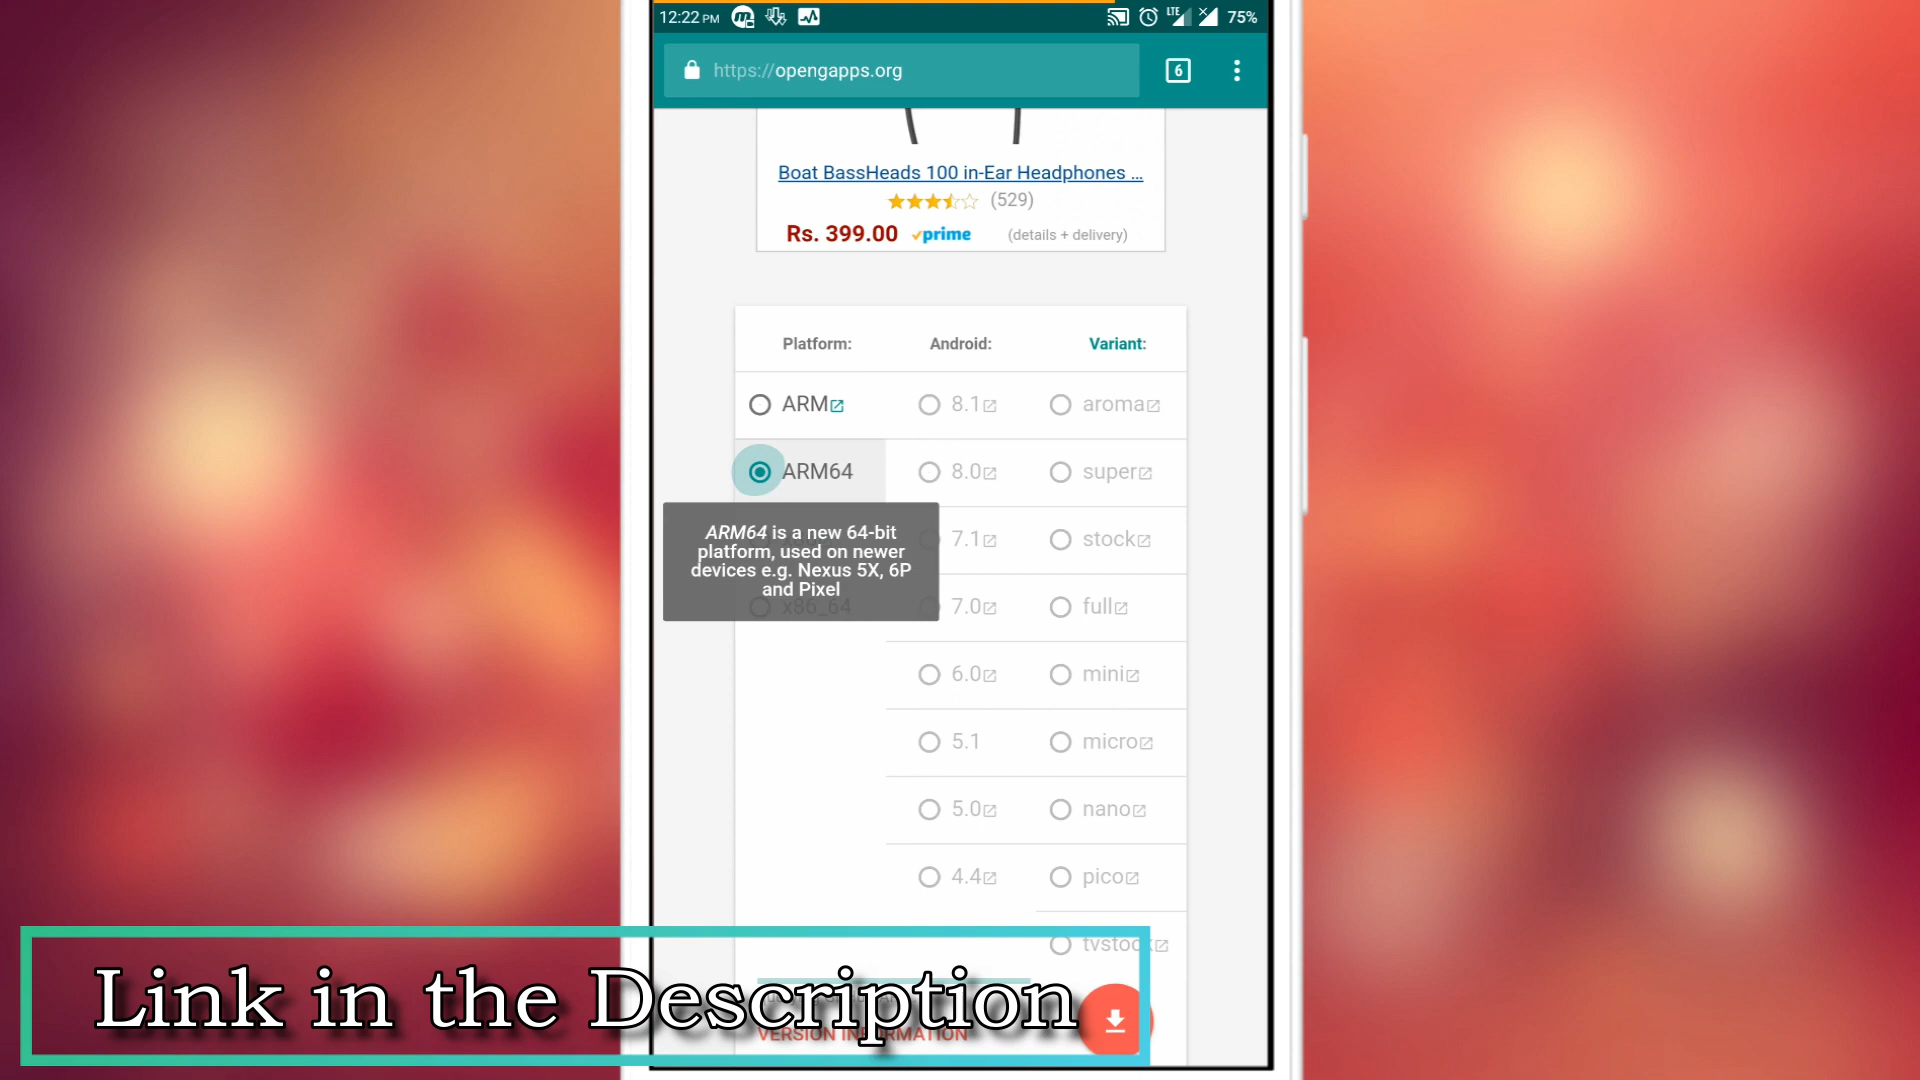 12:22 PM
LTE
75%
https://opengapps.org
6
Boat BassHeads 100 in-Ear Headphones ...
(529)
Rs. 399.00 prime (details + delivery)
Platform: Android: Variant:
ARM 8.1 aroma
ARM64 8.0 super
7.1 stock
ARM64 is a new 64-bit
platform, used on newer
devices e.g. Nexus 5X, 6P
and Pixel
x86_64 7.0 full
6.0 mini
5.1 micro
5.0 nano
4.4 pico
tvstock
Link in the Description
VERSION INFORMATION